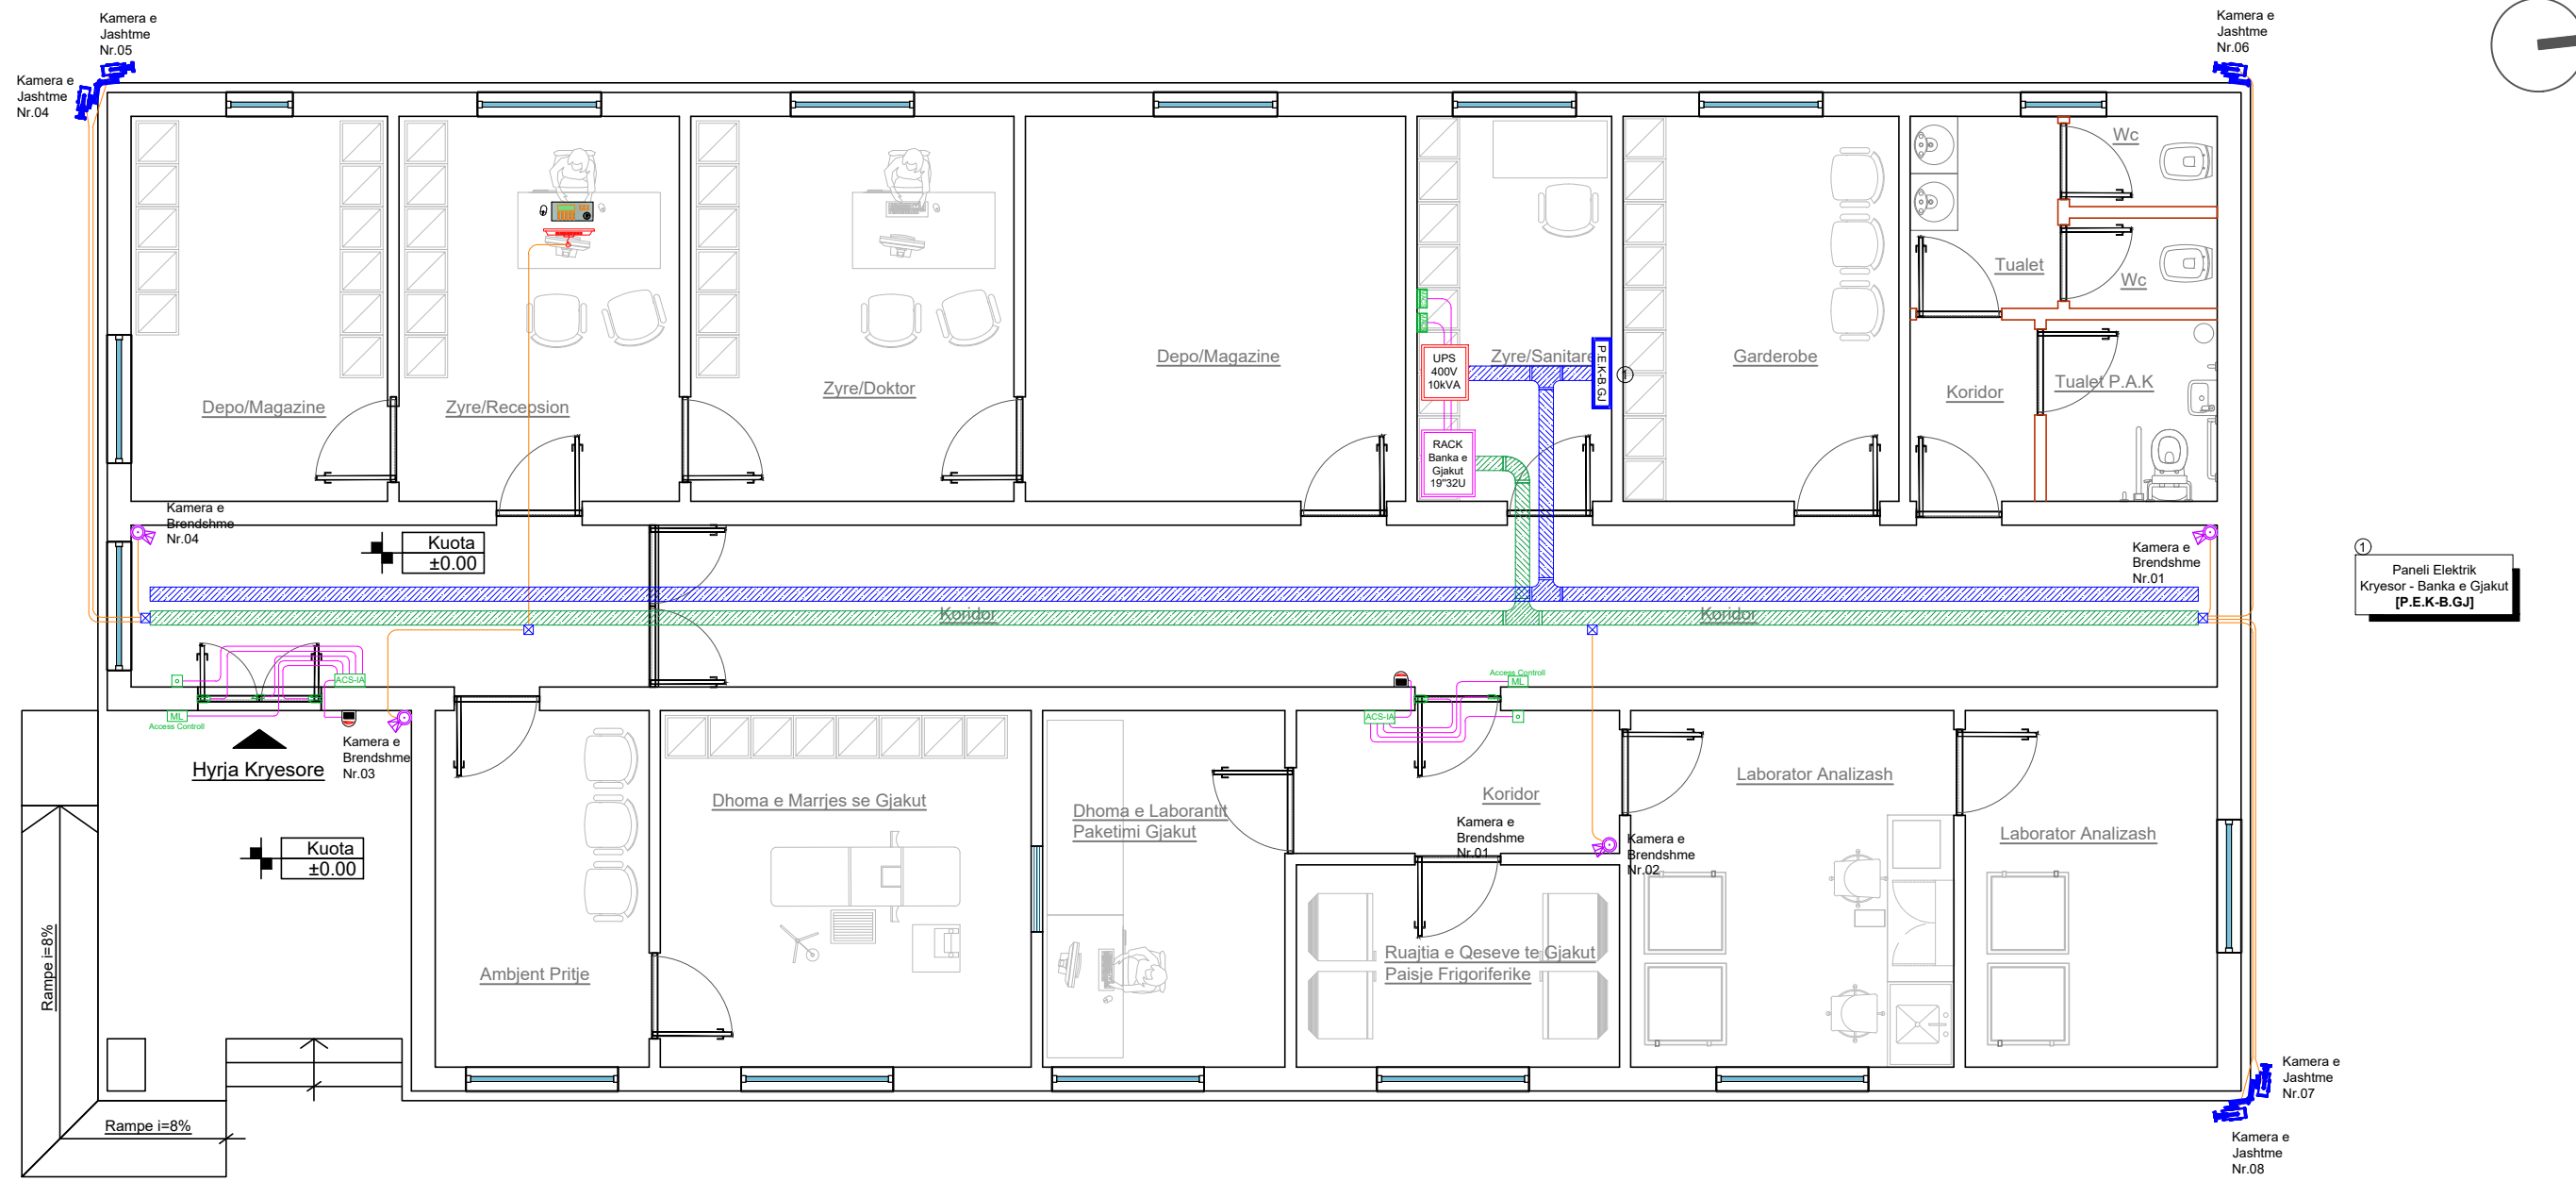 Kamera e
Jashtme
Nr.05
Kamera e
Jashtme
Nr.04
Kamera e
Jashtme
Nr.06
Wc
Tualet
Wc
Depo/Magazine
Zyre/Recepsion
Zyre/Doktor
Depo/Magazine
ACS
ACS
UPS
400V
10kVA
Zyre/Sanitare
P.E.K-B.GJ
1
Garderobe
Koridor
Tualet P.A.K
RACK
Banka e
Gjakut
19"32U
Kamera e
Brendshme
Nr.04
Kuota
±0.00
Kamera e
Brendshme
Nr.01
1
Paneli Elektrik
Kryesor - Banka e Gjakut
[P.E.K-B.GJ]
Koridor
Koridor
ACS-IA
ML
Access Controll
Access Controll
ML
ACS-IA
Hyrja Kryesore
Kamera e
Brendshme
Nr.03
Dhoma e Marrjes se Gjakut
Dhoma e Laborantit
Paketimi Gjakut
Koridor
Kamera e
Brendshme
Nr.01
Kamera e
Brendshme
Nr.02
Laborator Analizash
Laborator Analizash
Kuota
±0.00
Rampe i=8%
Ambjent Pritje
Ruajtia e Qeseve te Gjakut
Paisje Frigoriferike
Rampe i=8%
Kamera e
Jashtme
Nr.07
Kamera e
Jashtme
Nr.08